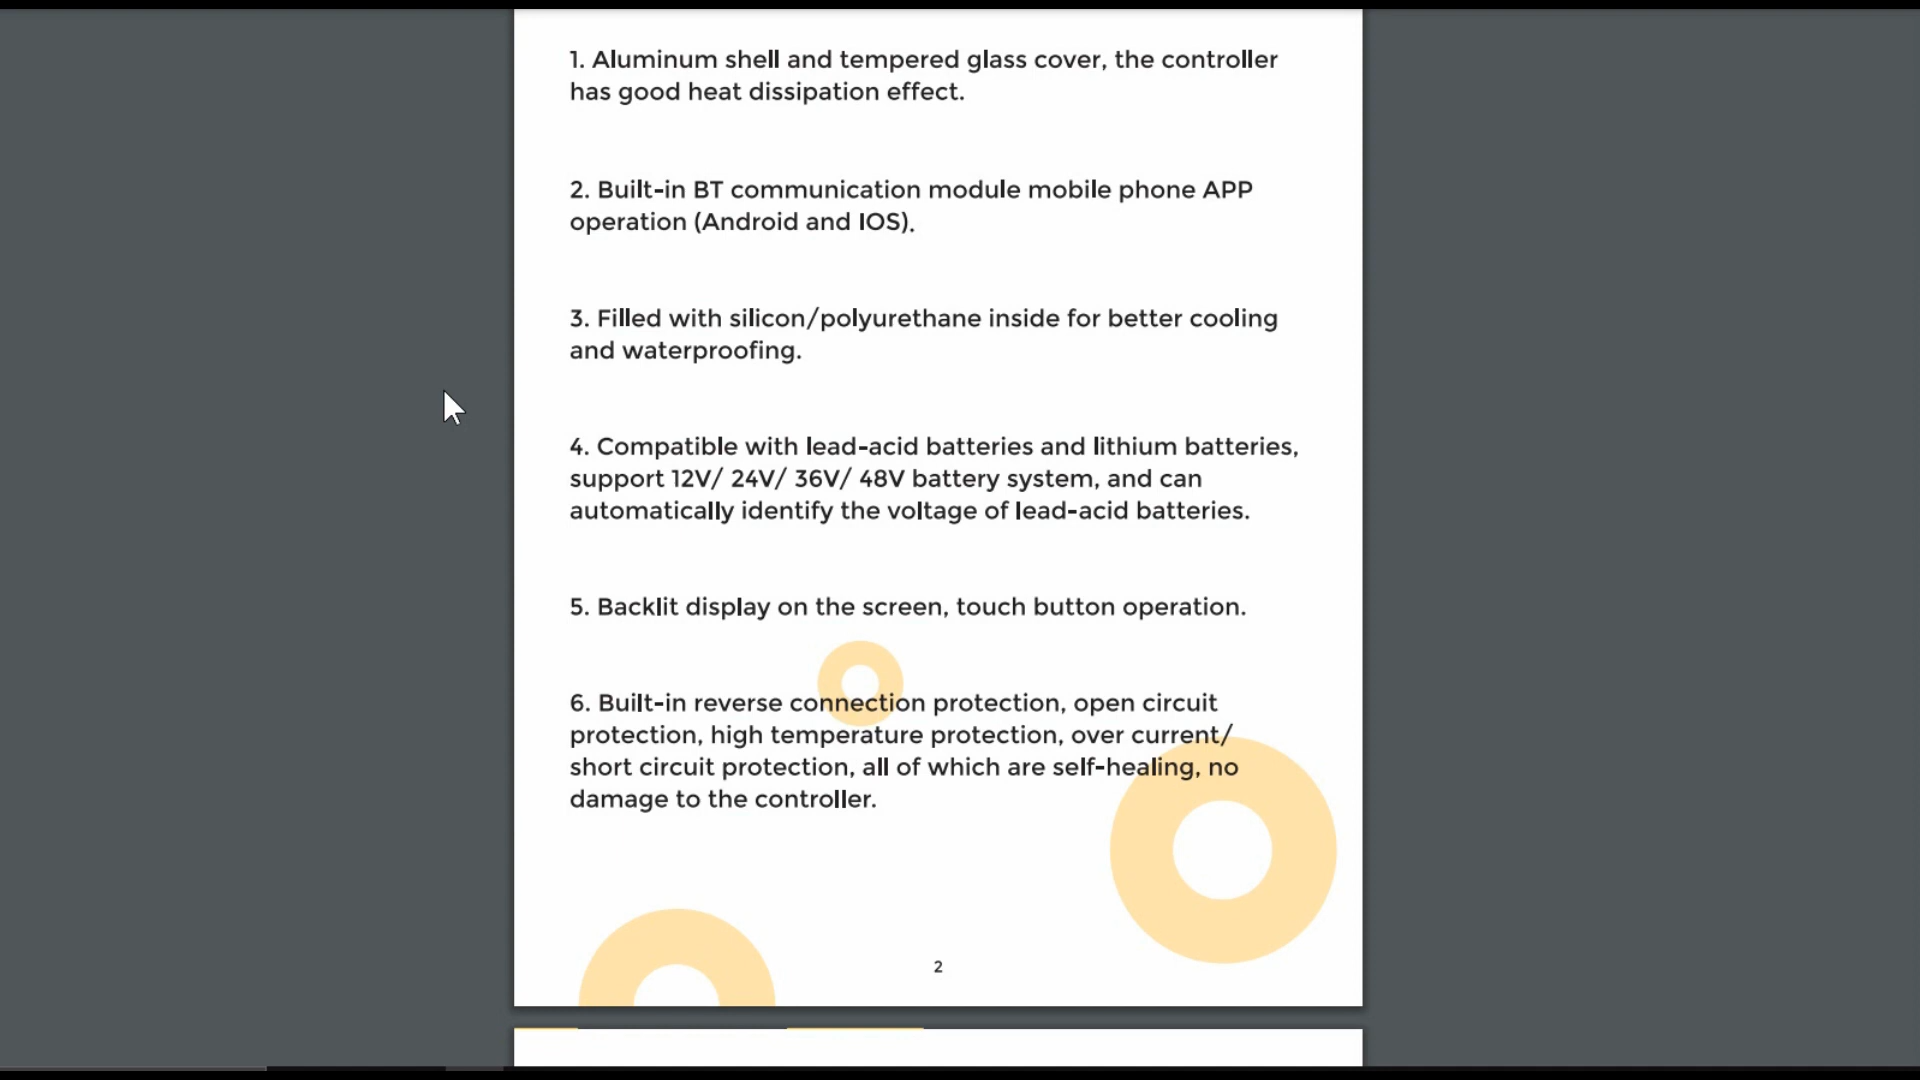 1. Aluminum shell and tempered glass cover, the controller
has good heat dissipation effect.
2. Built-in BT communication module mobile phone APP
operation (Android and IOS).
3. Filled with silicon/polyurethane inside for better cooling
and waterproofing.
4. Compatible with lead-acid batteries and lithium batteries,
support 12V/ 24V/ 36V/ 48V battery system, and can
automatically identify the voltage of lead-acid batteries.
5. Backlit display on the screen, touch button operation.
6. Built-in reverse connection protection, open circuit
protection, high temperature protection, over current/
short circuit protection, all of which are self-healing, no
damage to the controller.
2